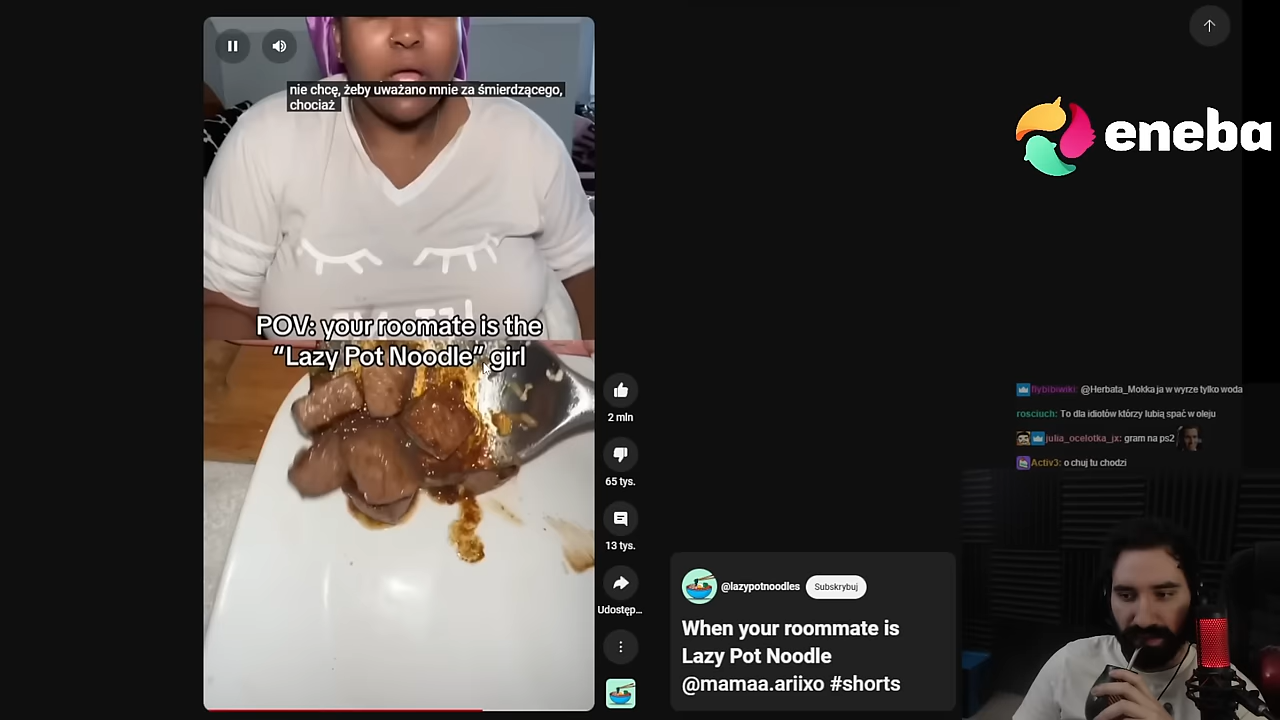 nie chcę, żeby uważano mnie za śmierdzącego,
chociaż
POV: your roomate is the
“Lazy Pot Noodle” girl
2 mln
65 tys.
13 tys.
Udostęp...
@lazypotnoodles
Subskrybuj
When your roommate is
Lazy Pot Noodle
@mamaa.ariixo #shorts
eneba
flybibiwiki: @Herbata_Mokka ja w wyrze tylko woda
rosciuch: To dla idiotów którzy lubią spać w oleju
julia_ocelotka_jx: gram na ps2
Activ3: o chuj tu chodzi